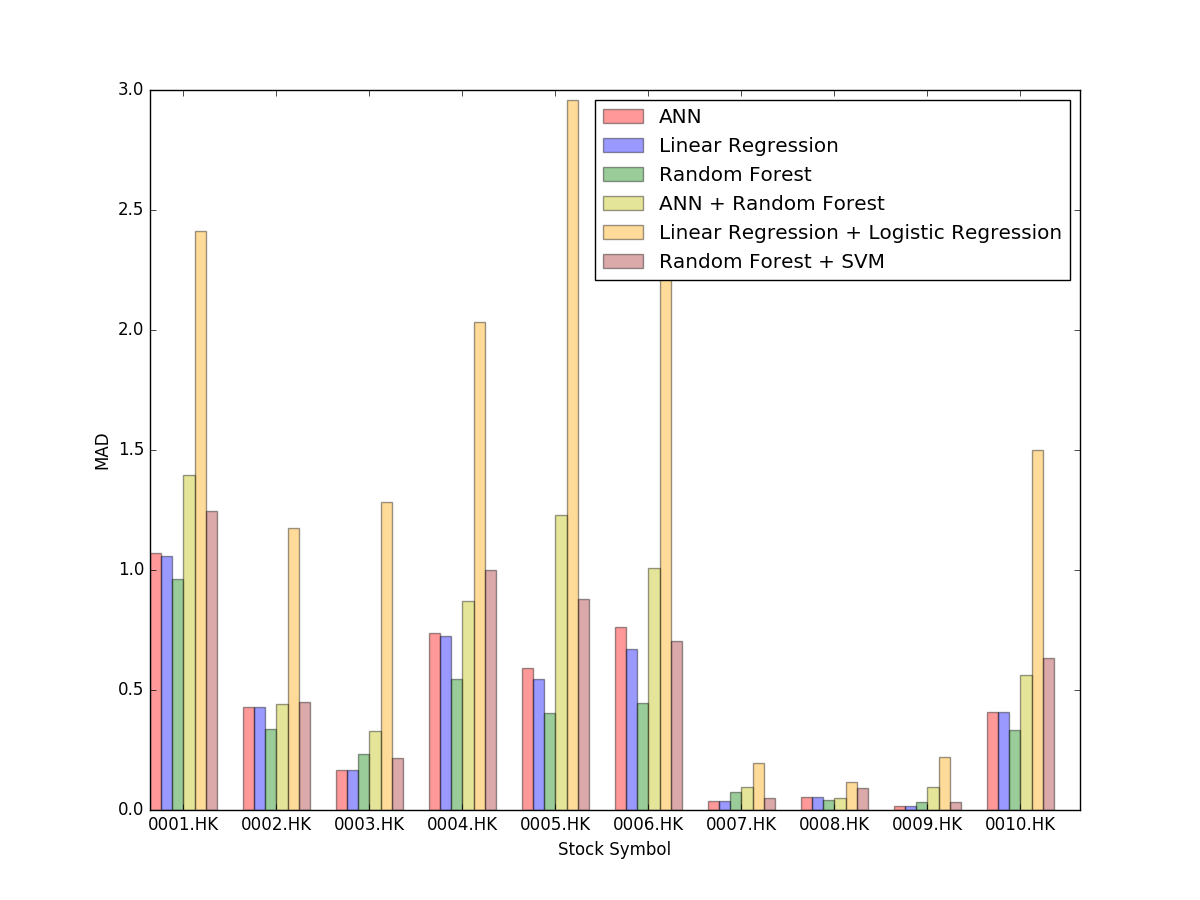 3.0
2.5
2.0
1.5
1.0
0.5
0.0
MAD
ANN
Linear Regression
Random Forest
ANN + Random Forest
Linear Regression + Logistic Regression
Random Forest + SVM
0001.HK 0002.HK 0003.HK 0004.HK 0005.HK 0006.HK 0007.HK 0008.HK 0009.HK 0010.HK
Stock Symbol